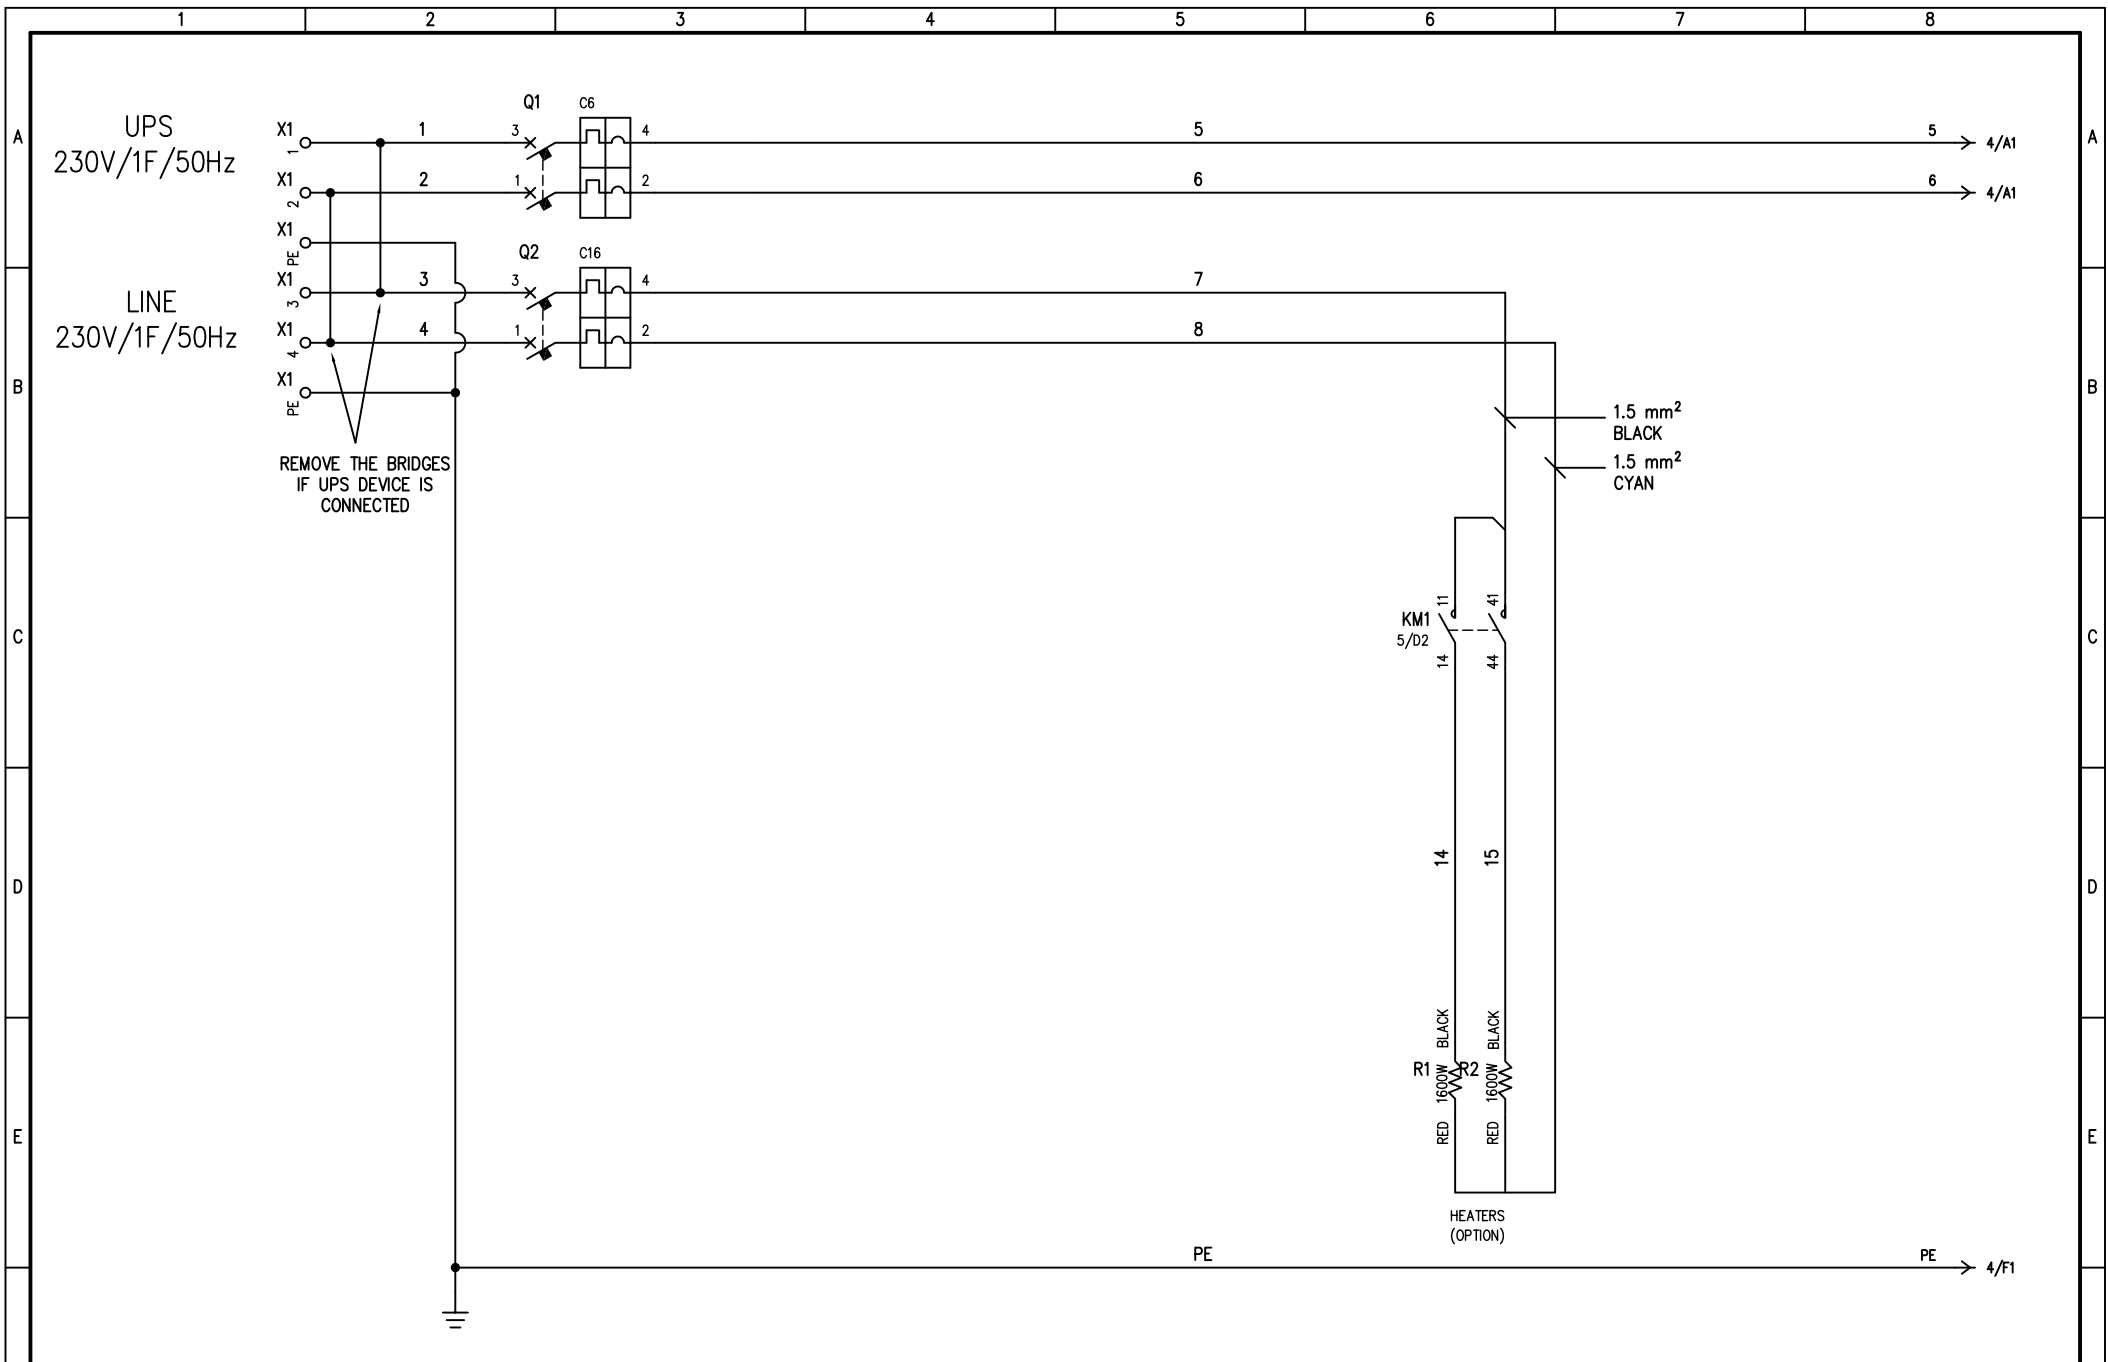 1 2 3 4 5 6 7 8
A
UPS
230V/1F/50Hz
X1 1
1
Q1
C6
3
4
5
5
4/A1
A
X1 2
2
1
2
6
6
4/A1
X1 PE
Q2
C16
LINE
230V/1F/50Hz
X1 3
3
3
4
7
X1 4
4
1
2
8
B
X1 PE
B
1.5 mm²
BLACK
1.5 mm²
CYAN
REMOVE THE BRIDGES
IF UPS DEVICE IS
CONNECTED
C
KM1
5/D2
11
41
14
44
C
D
14
15
D
BLACK
BLACK
R1
1600W
R2
1600W
RED
RED
E
E
HEATERS
(OPTION)
PE
PE
4/F1